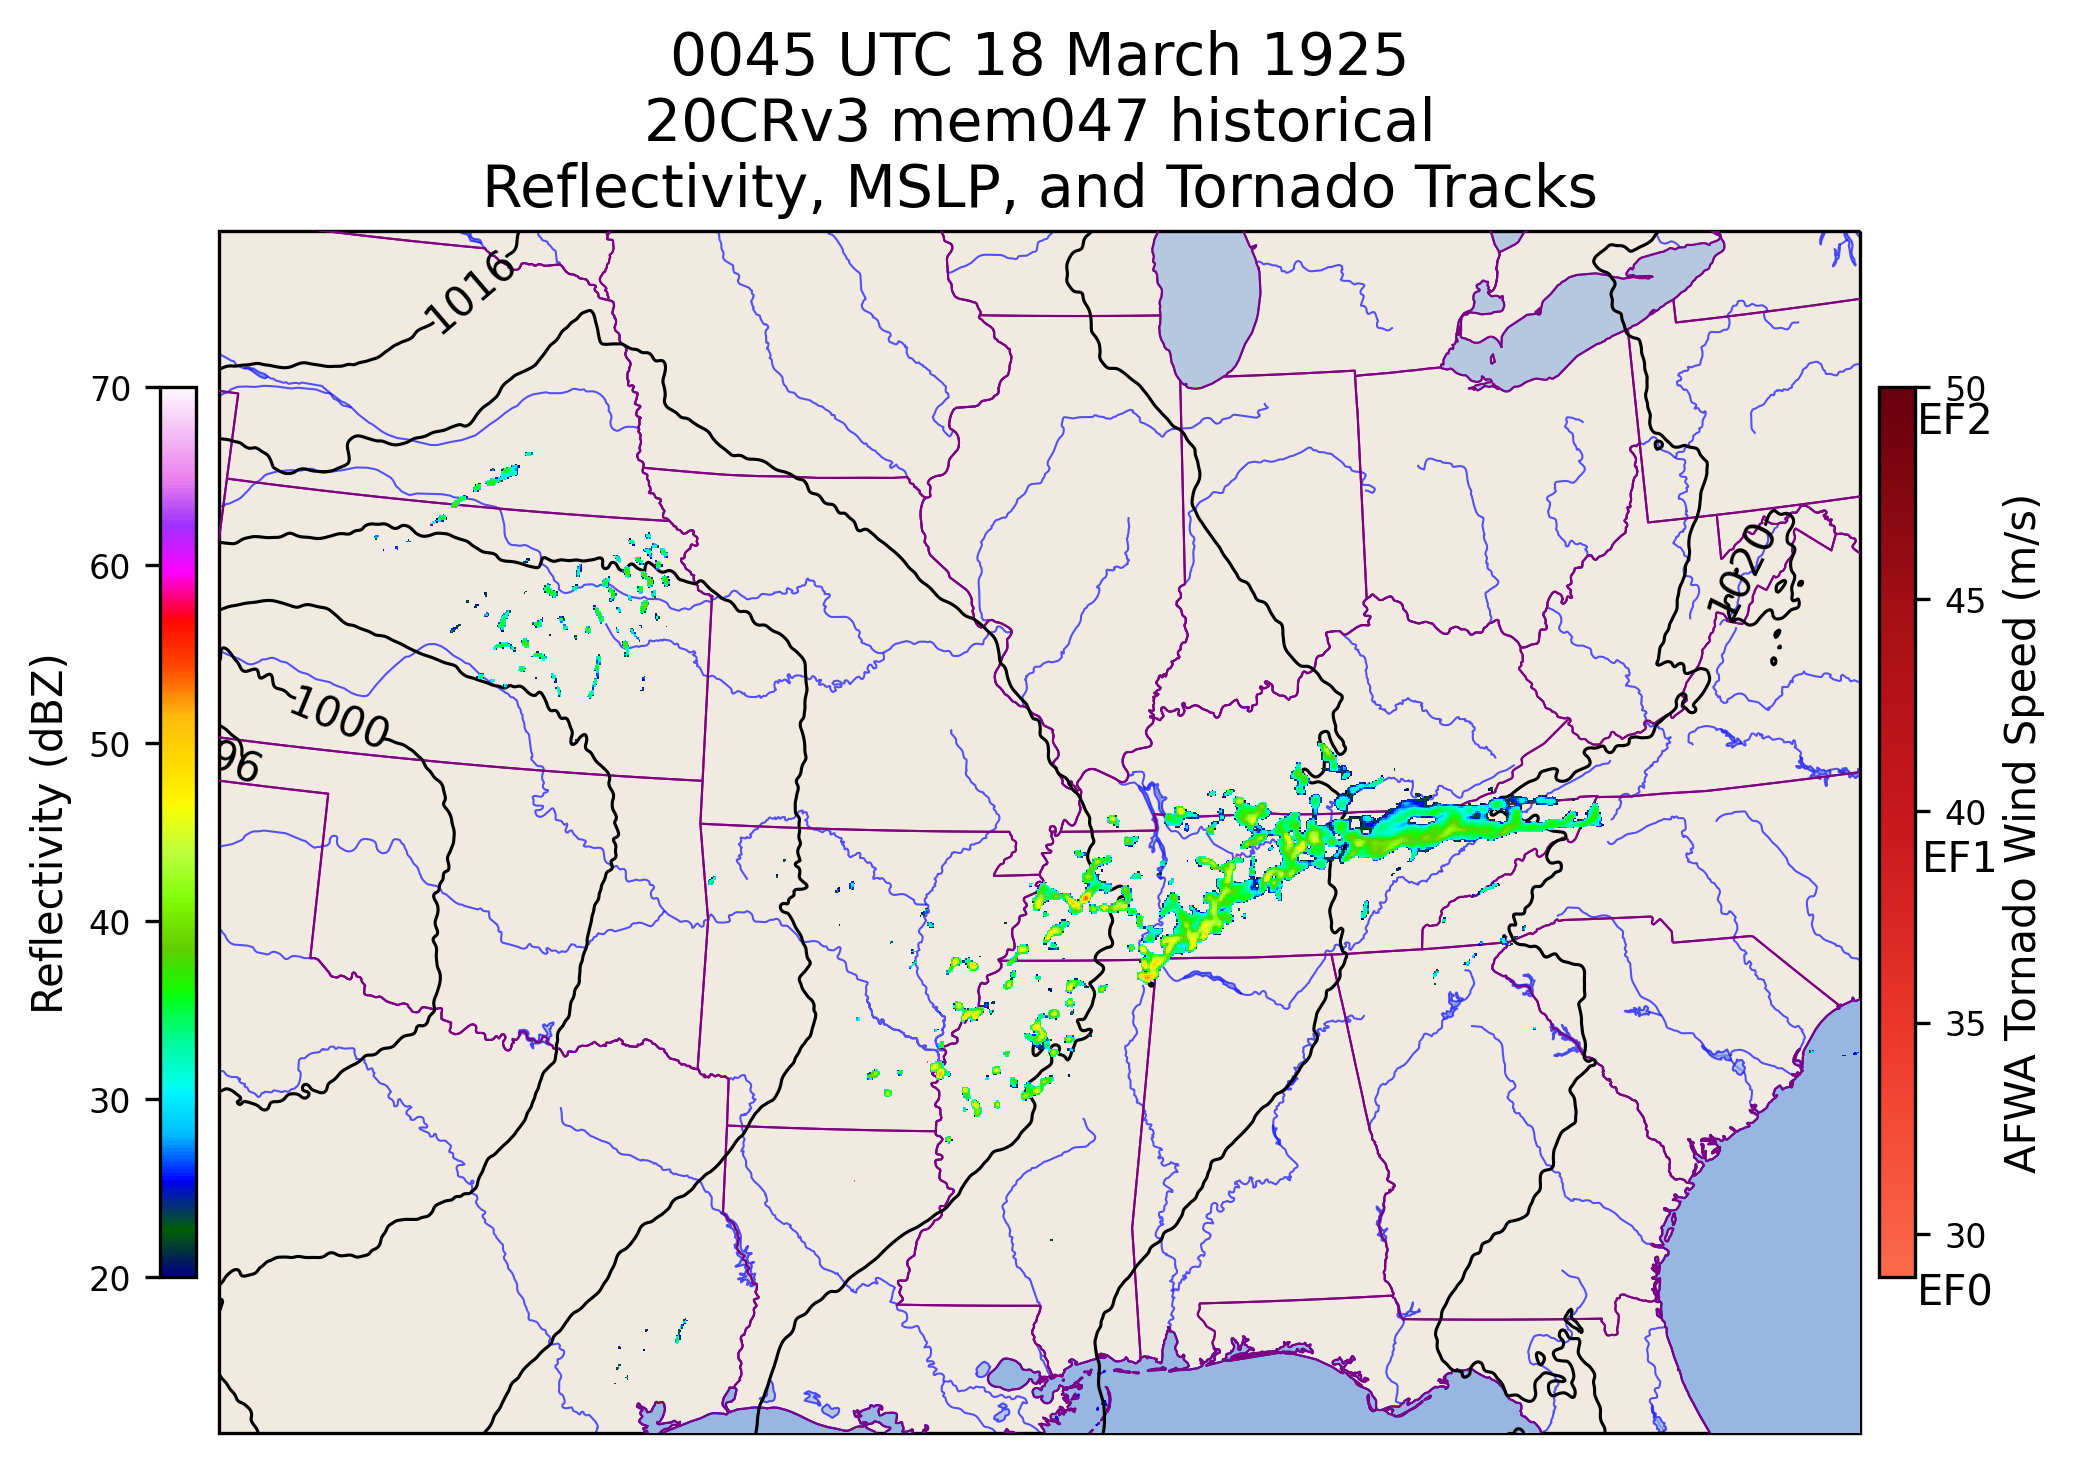 0045 UTC 18 March 1925
20CRv3 mem047 historical
Reflectivity, MSLP, and Tornado Tracks
1016
1020
1000
96
Reflectivity (dBZ)
70
60
50
40
30
20
50
EF2
45
40
EF1
35
30
EF0
AFWA Tornado Wind Speed (m/s)